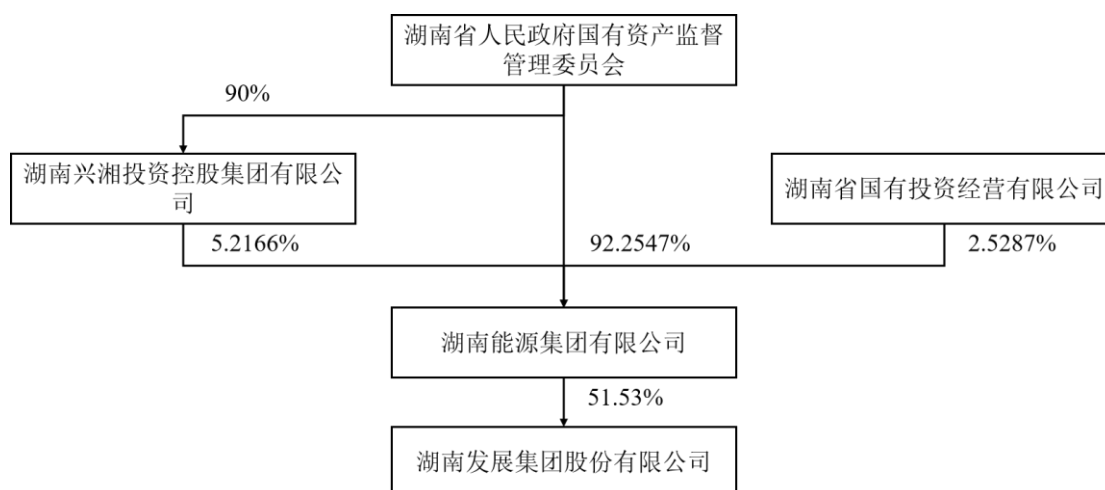 湖南省人民政府国有资产监督
管理委员会
90%
湖南兴湘投资控股集团有限公
司
湖南省国有投资经营有限公司
5.2166%
92.2547%
2.5287%
湖南能源集团有限公司
51.53%
湖南发展集团股份有限公司